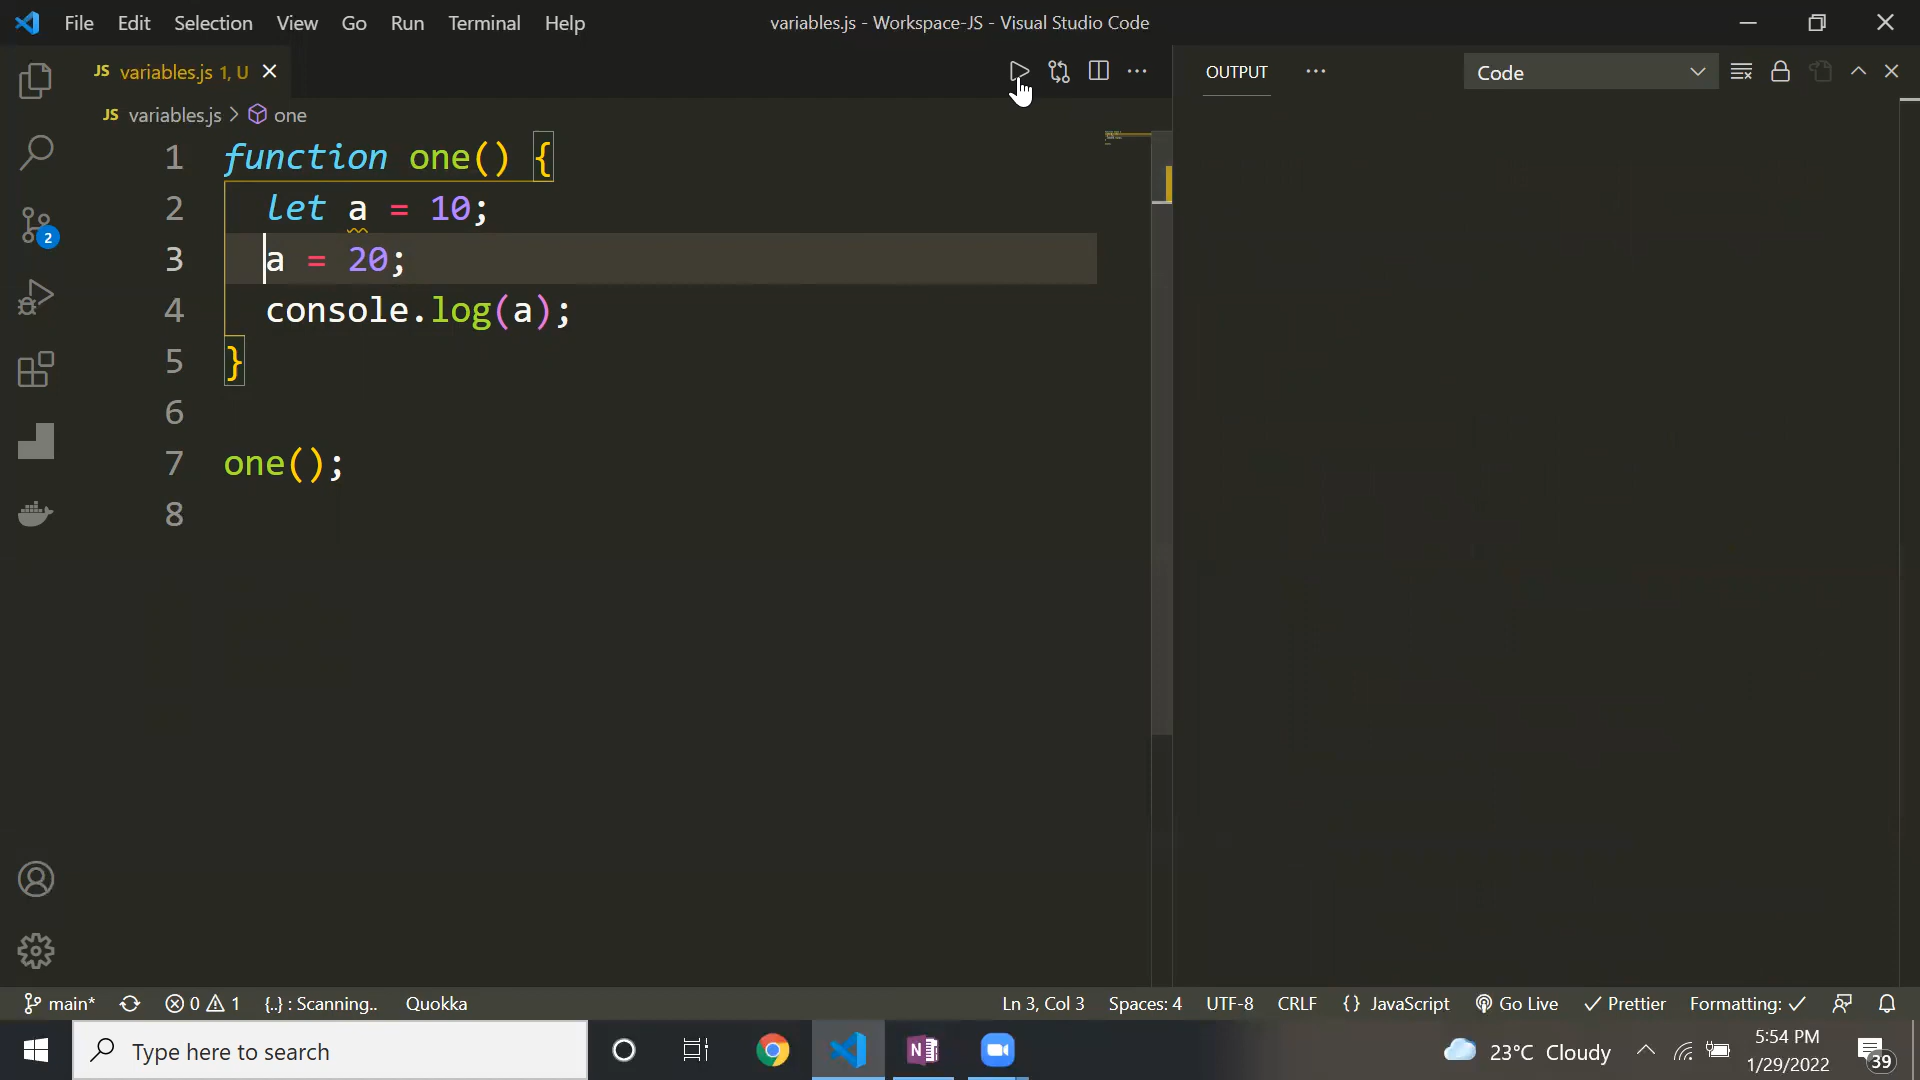 File Edit Selection View Go Run Terminal Help variables.js - Workspace-JS - Visual Studio Code
JS variables.js 1, U
OUTPUT
Code
JS variables.js > one
1 function one() {
2 let a = 10;
3 a = 20;
4 console.log(a);
5 }
6
7 one();
8
2
main* 0 1 {..} : Scanning.. Quokka Ln 3, Col 3 Spaces: 4 UTF-8 CRLF {} JavaScript Go Live Prettier Formatting:
Type here to search
N
23°C Cloudy
5:54 PM
1/29/2022
39